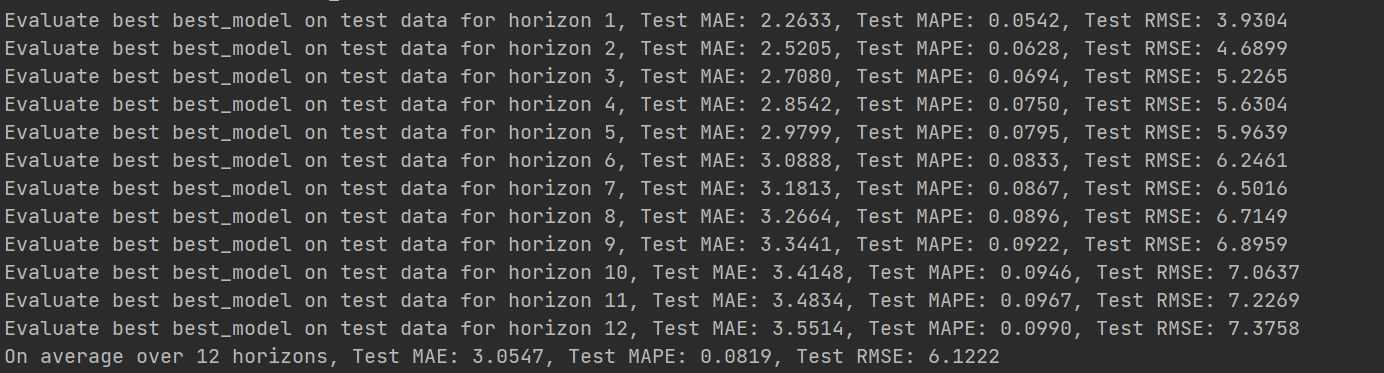 Evaluate best best_model on test data for horizon 1, Test MAE: 2.2633, Test MAPE: 0.0542, Test RMSE: 3.9304
Evaluate best best_model on test data for horizon 2, Test MAE: 2.5205, Test MAPE: 0.0628, Test RMSE: 4.6899
Evaluate best best_model on test data for horizon 3, Test MAE: 2.7080, Test MAPE: 0.0694, Test RMSE: 5.2265
Evaluate best best_model on test data for horizon 4, Test MAE: 2.8542, Test MAPE: 0.0750, Test RMSE: 5.6304
Evaluate best best_model on test data for horizon 5, Test MAE: 2.9799, Test MAPE: 0.0795, Test RMSE: 5.9639
Evaluate best best_model on test data for horizon 6, Test MAE: 3.0888, Test MAPE: 0.0833, Test RMSE: 6.2461
Evaluate best best_model on test data for horizon 7, Test MAE: 3.1813, Test MAPE: 0.0867, Test RMSE: 6.5016
Evaluate best best_model on test data for horizon 8, Test MAE: 3.2664, Test MAPE: 0.0896, Test RMSE: 6.7149
Evaluate best best_model on test data for horizon 9, Test MAE: 3.3441, Test MAPE: 0.0922, Test RMSE: 6.8959
Evaluate best best_model on test data for horizon 10, Test MAE: 3.4148, Test MAPE: 0.0946, Test RMSE: 7.0637
Evaluate best best_model on test data for horizon 11, Test MAE: 3.4834, Test MAPE: 0.0967, Test RMSE: 7.2269
Evaluate best best_model on test data for horizon 12, Test MAE: 3.5514, Test MAPE: 0.0990, Test RMSE: 7.3758
On average over 12 horizons, Test MAE: 3.0547, Test MAPE: 0.0819, Test RMSE: 6.1222